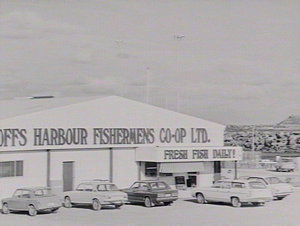 OFFS HARBOUR FISHERMENS CO-OP LTD.
FRESH FISH DAILY!